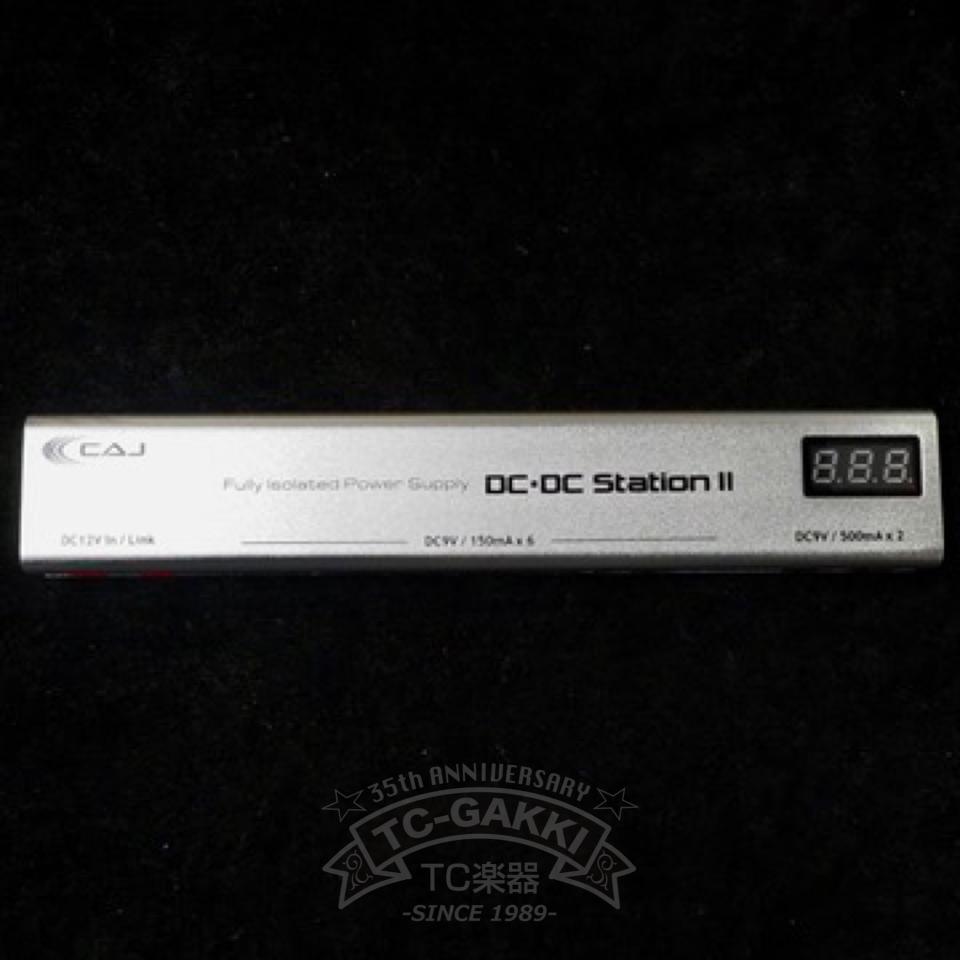 CAJ
Fully Isolated Power Supply DC•DC Station II
8.8.8.
DC12V In / Link
DC9V / 150mA x 6
DC9V / 500mA x 2
35th ANNIVERSARY
TC-GAKKI
TC楽器
-SINCE 1989-